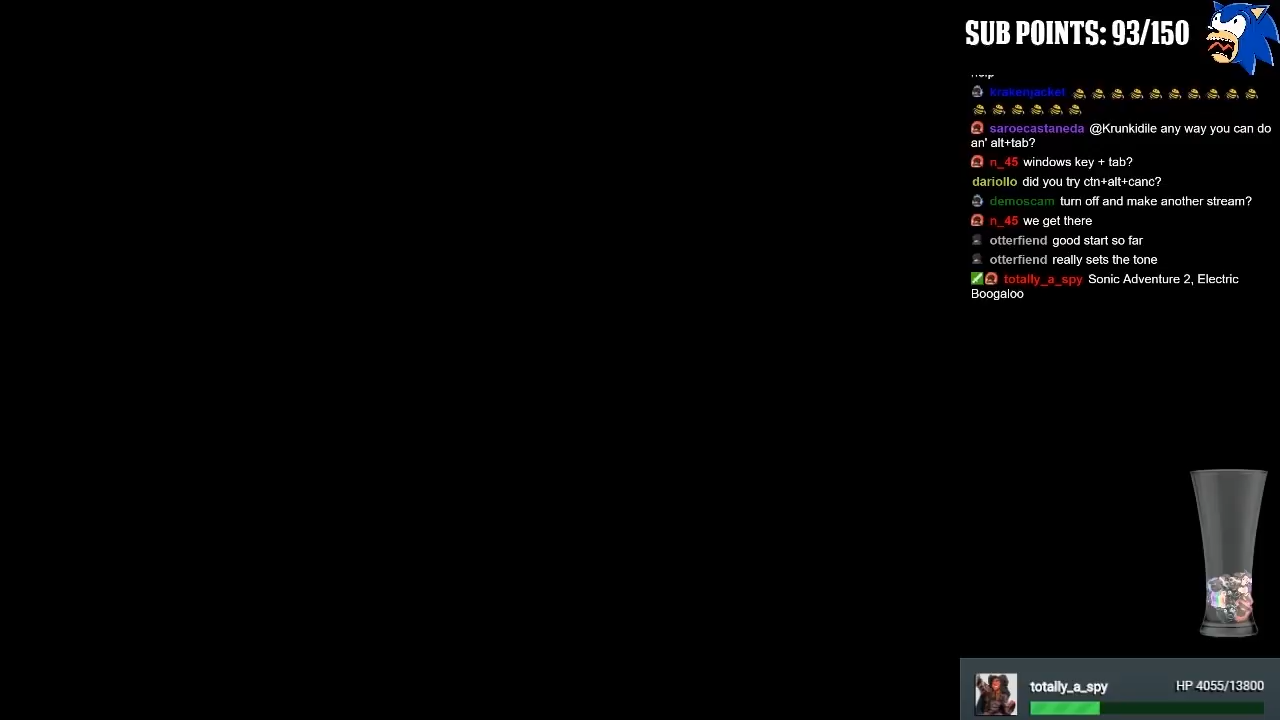 SUB POINTS: 93/150
help
krakenjacket
saroecastaneda @Krunkidile any way you can do
an' alt+tab?
n_45 windows key + tab?
dariollo did you try ctn+alt+canc?
demoscam turn off and make another stream?
n_45 we get there
otterfiend good start so far
otterfiend really sets the tone
totally_a_spy Sonic Adventure 2, Electric
Boogaloo
totally_a_spy HP 4055/13800